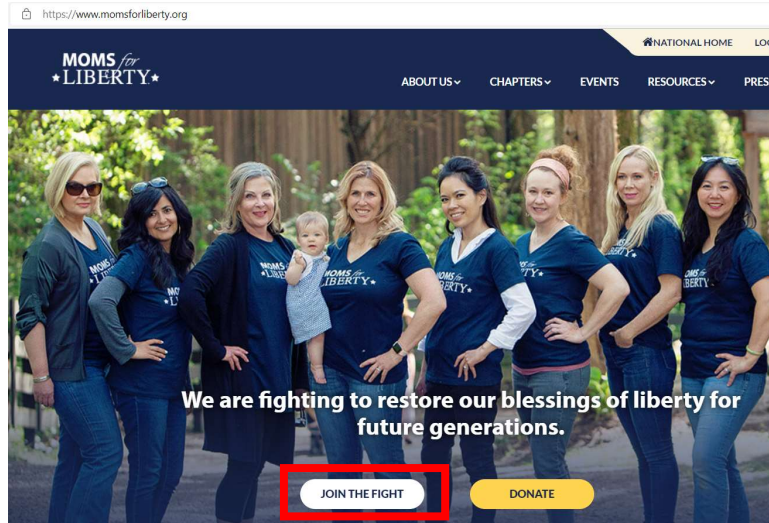 https://www.momsforliberty.org
NATIONAL HOME
MOMS for
★LIBERTY★
ABOUT US CHAPTERS EVENTS RESOURCES
MOMS for
LIBERTY★
IBERTY★
We are fighting to restore our blessings of liberty for
future generations.
JOIN THE FIGHT DONATE